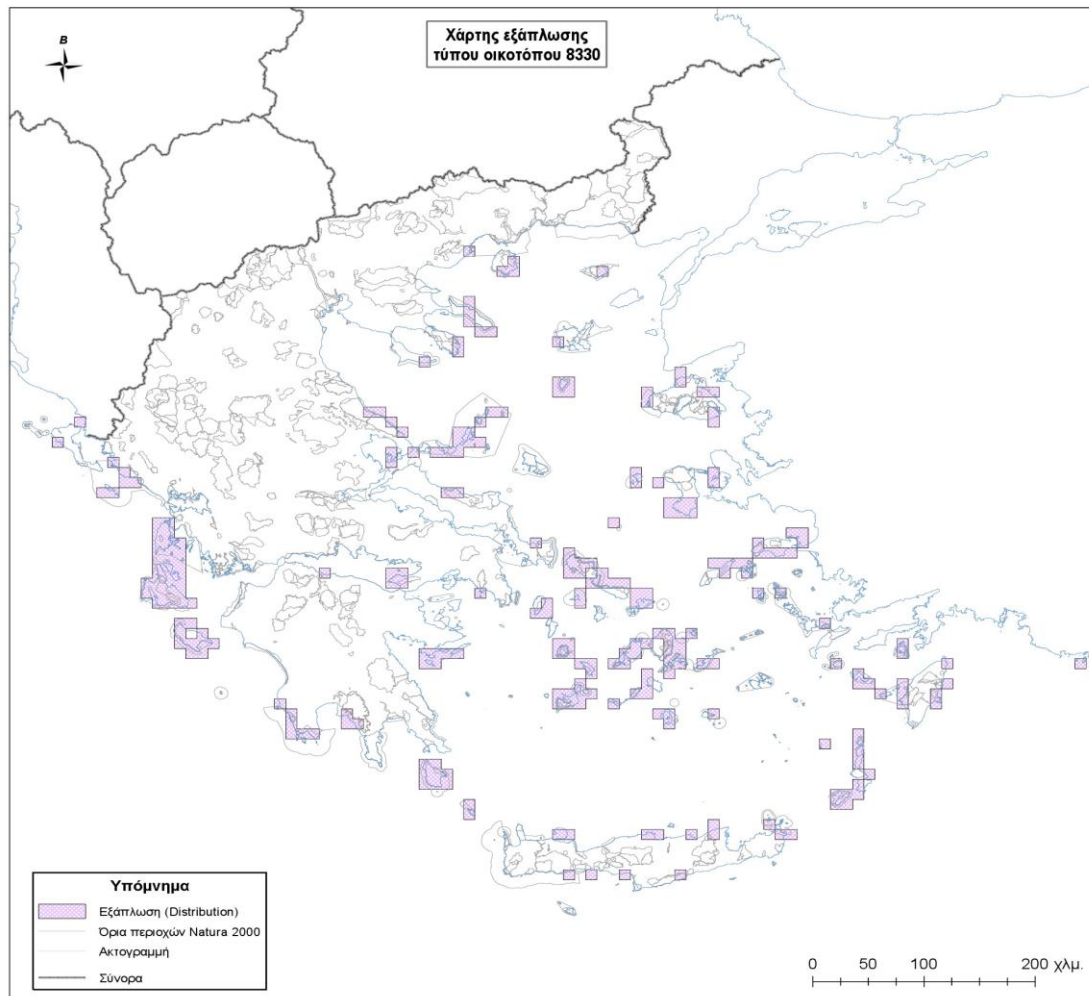 Χάρτης εξάπλωσης
τύπου οικοτόπου 8330
Β
Υπόμνημα
Εξάπλωση (Distribution)
Όρια περιοχών Natura 2000
Ακτογραμμή
Σύνορα
0 50 100 200 χλμ.